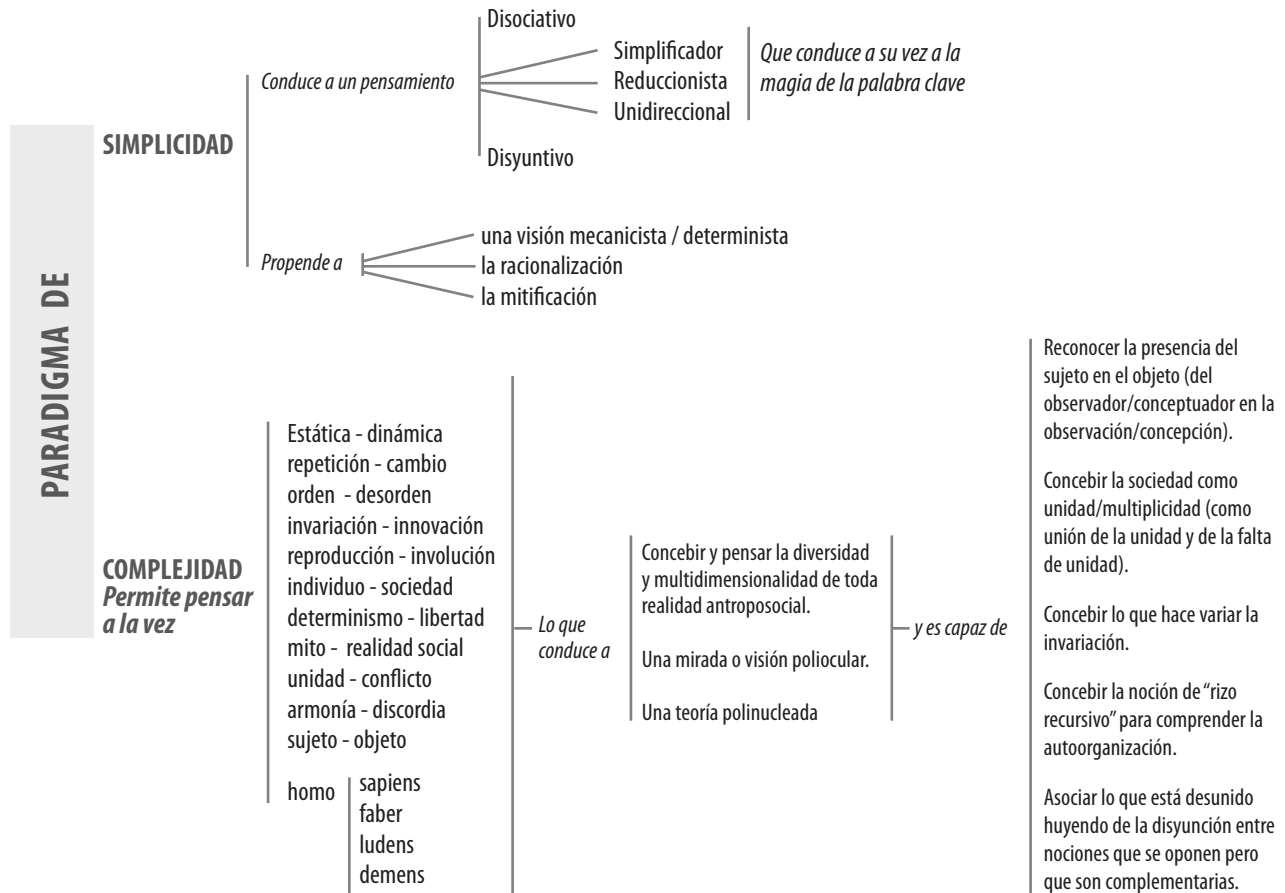 PARADIGMA DE
SIMPLICIDAD
Conduce a un pensamiento
Disociativo
Simplificador
Reduccionista
Unidireccional
Disyuntivo
Que conduce a su vez a la
magia de la palabra clave
Propende a
una visión mecanicista / determinista
la racionalización
la mitificación
COMPLEJIDAD
Permite pensar
a la vez
Estática - dinámica
repetición - cambio
orden - desorden
invariación - innovación
reproducción - involución
individuo - sociedad
determinismo - libertad
mito - realidad social
unidad - conflicto
armonía - discordia
sujeto - objeto
homo
sapiens
faber
ludens
demens
Lo que
conduce a
Concebir y pensar la diversidad
y multidimensionalidad de toda
realidad antroposocial.
Una mirada o visión poliocular.
Una teoría polinucleada
y es capaz de
Reconocer la presencia del
sujeto en el objeto (del
observador/conceptuador en la
observación/concepción).
Concebir la sociedad como
unidad/multiplicidad (como
unión de la unidad y de la falta
de unidad).
Concebir lo que hace variar la
invariación.
Concebir la noción de “rizo
recursivo” para comprender la
autoorganización.
Asociar lo que está desunido
huyendo de la disyunción entre
nociones que se oponen pero
que son complementarias.